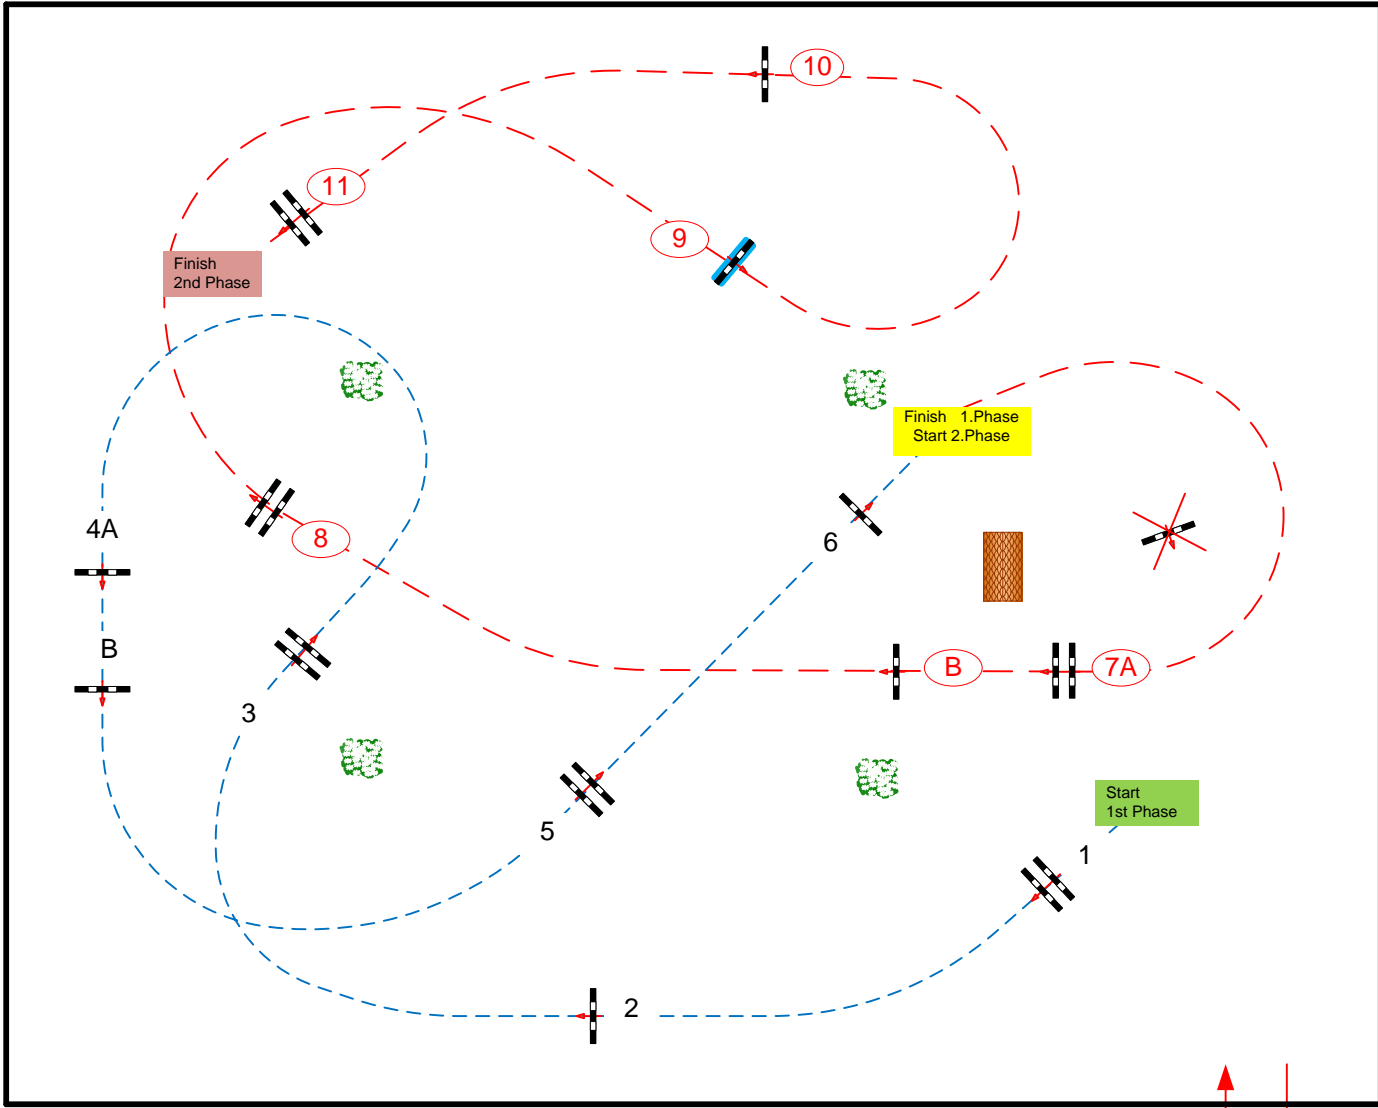 10
11
9
Finish
2nd Phase
Finish 1.Phase
Start 2.Phase
4A
8
6
B
B
7A
3
Start
1st Phase
5
1
2